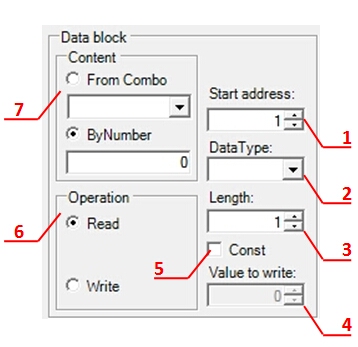 Data block
Content
From Combo
7
ByNumber
0
Start address:
1
1
DataType:
2
Operation
6
Read
Write
Length:
1
3
5
Const
Value to write:
0
4